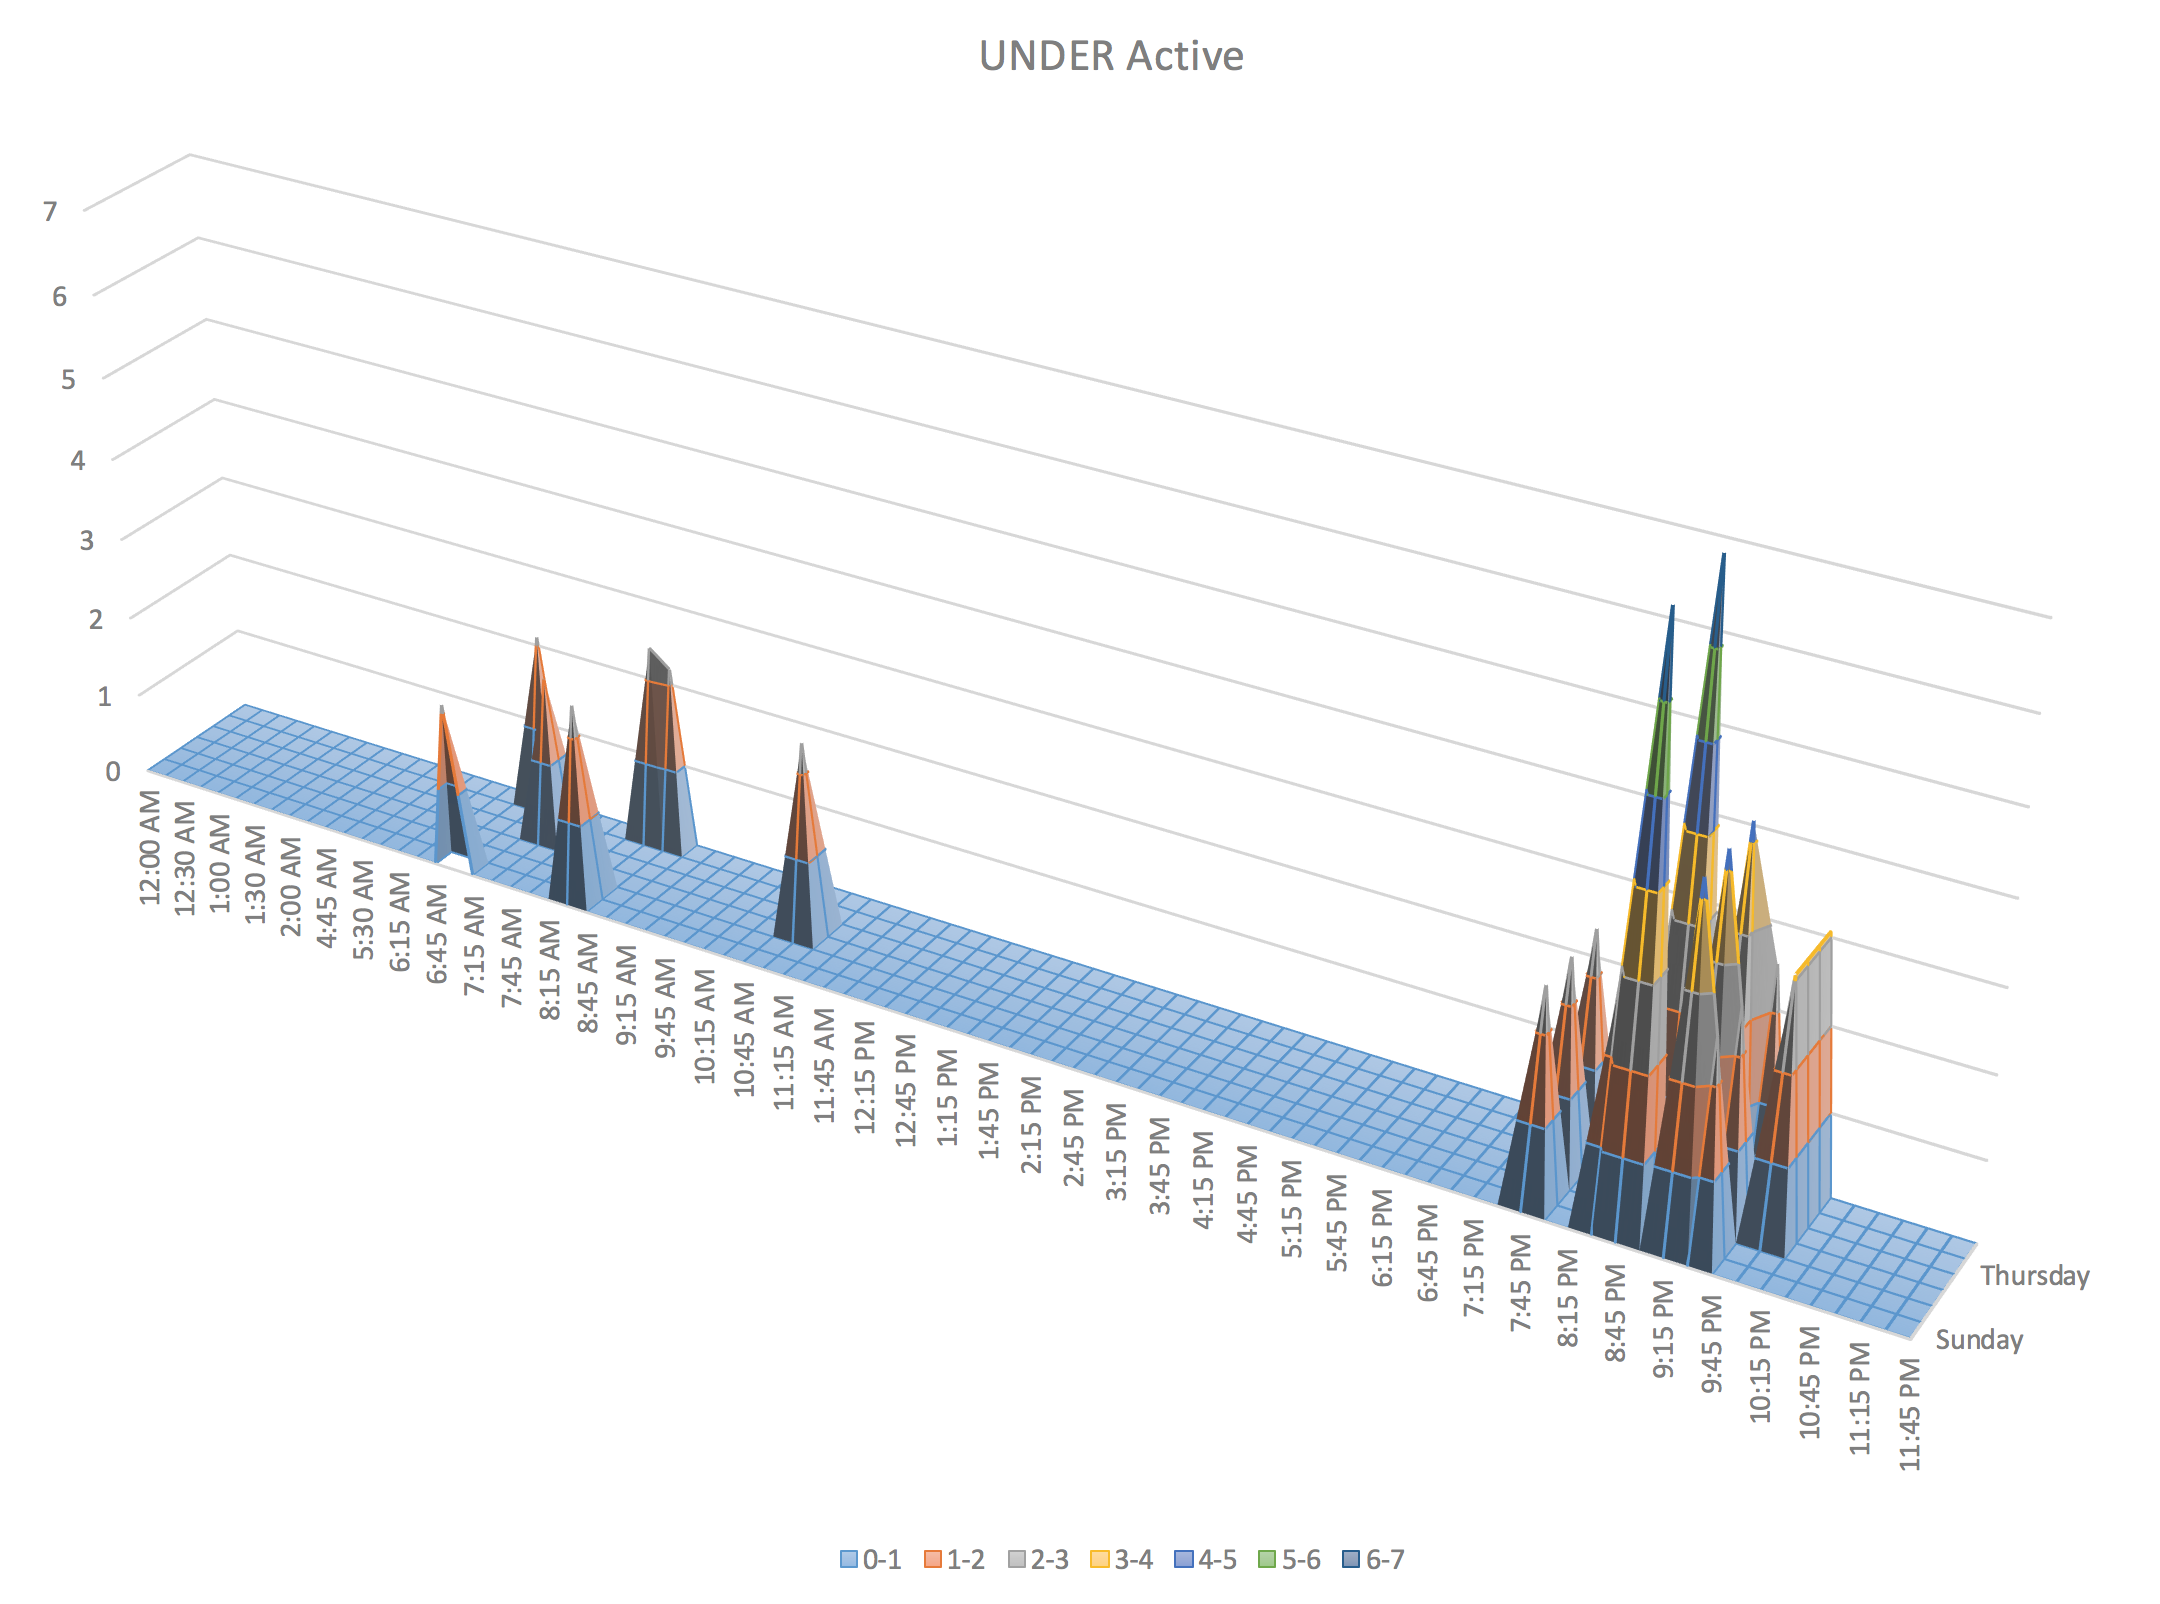 UNDER Active
7
6
5
4
3
2
1
0
12:00 AM
12:30 AM
1:00 AM
1:30 AM
2:00 AM
4:45 AM
5:30 AM
6:15 AM
6:45 AM
7:15 AM
7:45 AM
8:15 AM
8:45 AM
9:15 AM
9:45 AM
10:15 AM
10:45 AM
11:15 AM
11:45 AM
12:15 PM
12:45 PM
1:15 PM
1:45 PM
2:15 PM
2:45 PM
3:15 PM
3:45 PM
4:15 PM
4:45 PM
5:15 PM
5:45 PM
6:15 PM
6:45 PM
7:15 PM
7:45 PM
8:15 PM
8:45 PM
9:15 PM
9:45 PM
10:15 PM
10:45 PM
11:15 PM
11:45 PM
Thursday
Sunday
0-1 1-2 2-3 3-4 4-5 5-6 6-7